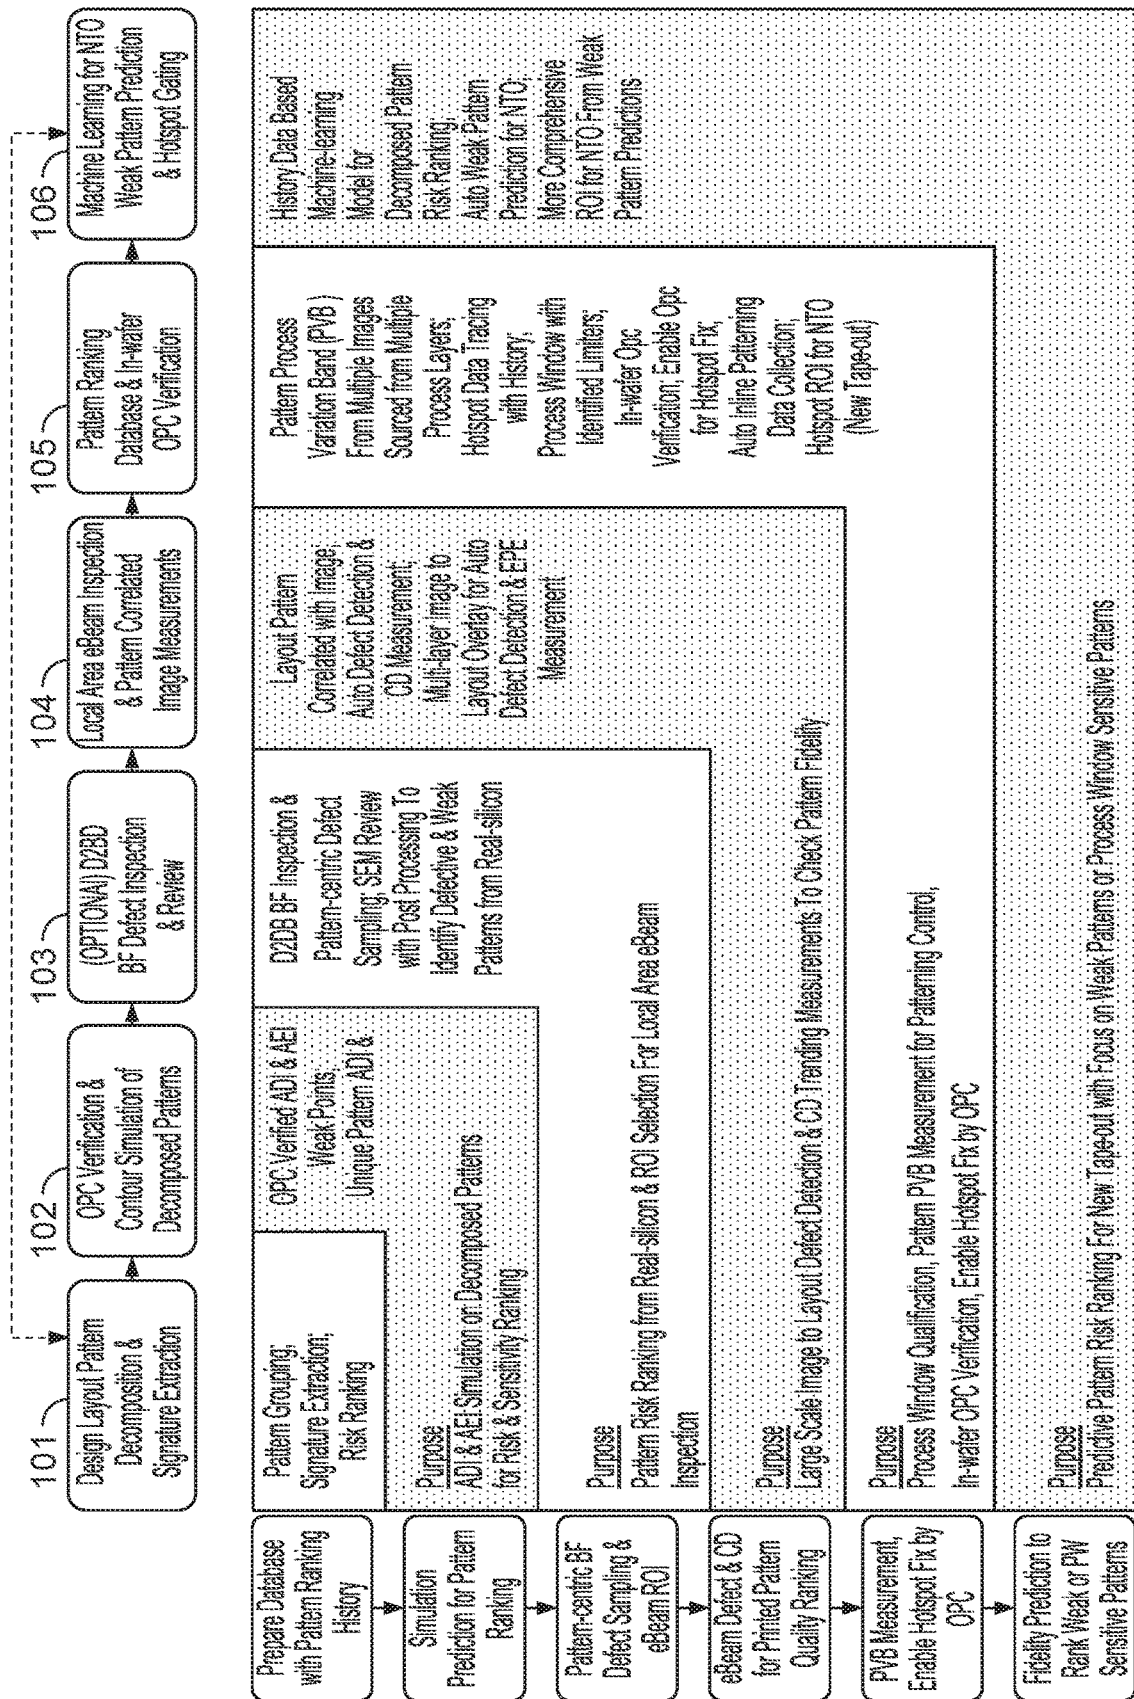 101
Design Layout Pattern
Decomposition &
Signature Extraction
102
OPC Verification &
Contour Simulation of
Decomposed Patterns
103
(OPTIONAl) D2BD
BF Defect Inspection
& Review
104
Local Area eBeam Inspection
& Pattern Correlated
Image Measurements
105
Pattern Ranking
Database & In-wafer
OPC Verification
106
Machine Learning for NTO
Weak Pattern Prediction
& Hotspot Gating
Prepare Database
with Pattern Ranking
History
Pattern Grouping;
Signature Extraction;
Risk Ranking
OPC Verified ADI & AEI
Weak Points;
Unique Pattern ADI &
D2DB BF Inspection &
Pattern-centric Defect
Sampling; SEM Review
with Post Processing To
Identify Defective & Weak
Patterns from Real-silicon
Layout Pattern
Correlated with Image;
Auto Defect Detection &
CD Measurement;
Multi-layer image to
Layout Overlay for Auto
Defect Detection & EPE
Measurement
Pattern Process
Variation Band (PVB )
From Multiple Images
Sourced from Multiple
Process Layers;
Hotspot Data Tracing
with History;
Process Window with
Identified Limiters;
In-wafer Opc
Verification; Enable Opc
for Hotspot Fix;
Auto Inline Patterning
Data Collection;
Hotspot ROI for NTO
(New Tape-out)
History Data Based
Machine-learning
Model for
Decomposed Pattern
Risk Ranking;
Auto Weak Pattern
Prediction for NTO;
More Comprehensive
ROI for NTO From Weak
Pattern Predictions
Simulation
Prediction for Pattern
Ranking
Purpose
ADI & AEI Simulation on Decomposed Patterns
for Risk & Sensitivity Ranking
Pattern-centric BF
Defect Sampling &
eBeam ROI
Purpose
Pattern Risk Ranking from Real-silicon & ROI Selection For Local Area eBeam
Inspection
eBeam Defect & CD
for Printed Pattern
Quality Ranking
Purpose
Large Scale Image to Layout Defect Detection & CD Trending Measurements To Check Pattern Fidelity
PVB Measurement,
Enable Hotspot Fix by
OPC
Purpose
Process Window Qualification, Pattern PVB Measurement for Patterning Control,
In-wafer OPC Verification, Enable Hotspot Fix by OPC
Fidelity Prediction to
Rank Weak or PW
Sensitive Patterns
Purpose
Predictive Pattern Risk Ranking For New Tape-out with Focus on Weak Patterns or Process Window Sensitive Patterns